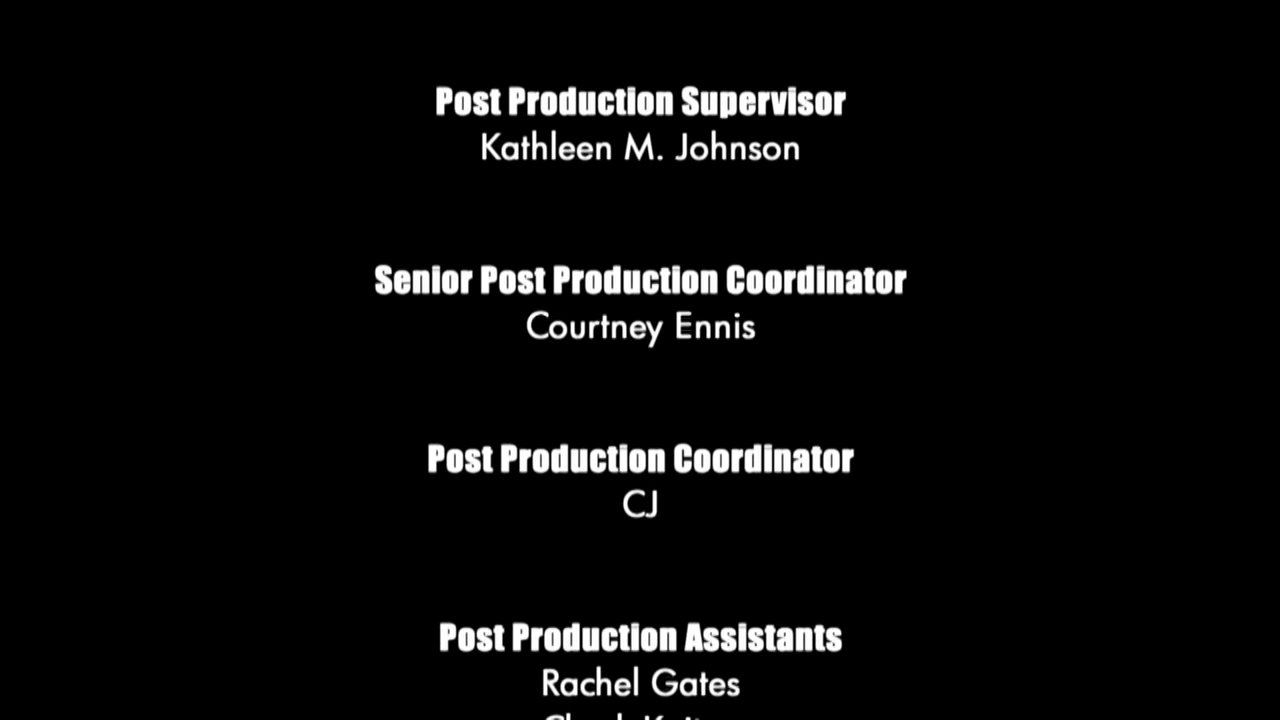 Post Production Supervisor
Kathleen M. Johnson
Senior Post Production Coordinator
Courtney Ennis
Post Production Coordinator
CJ
Post Production Assistants
Rachel Gates